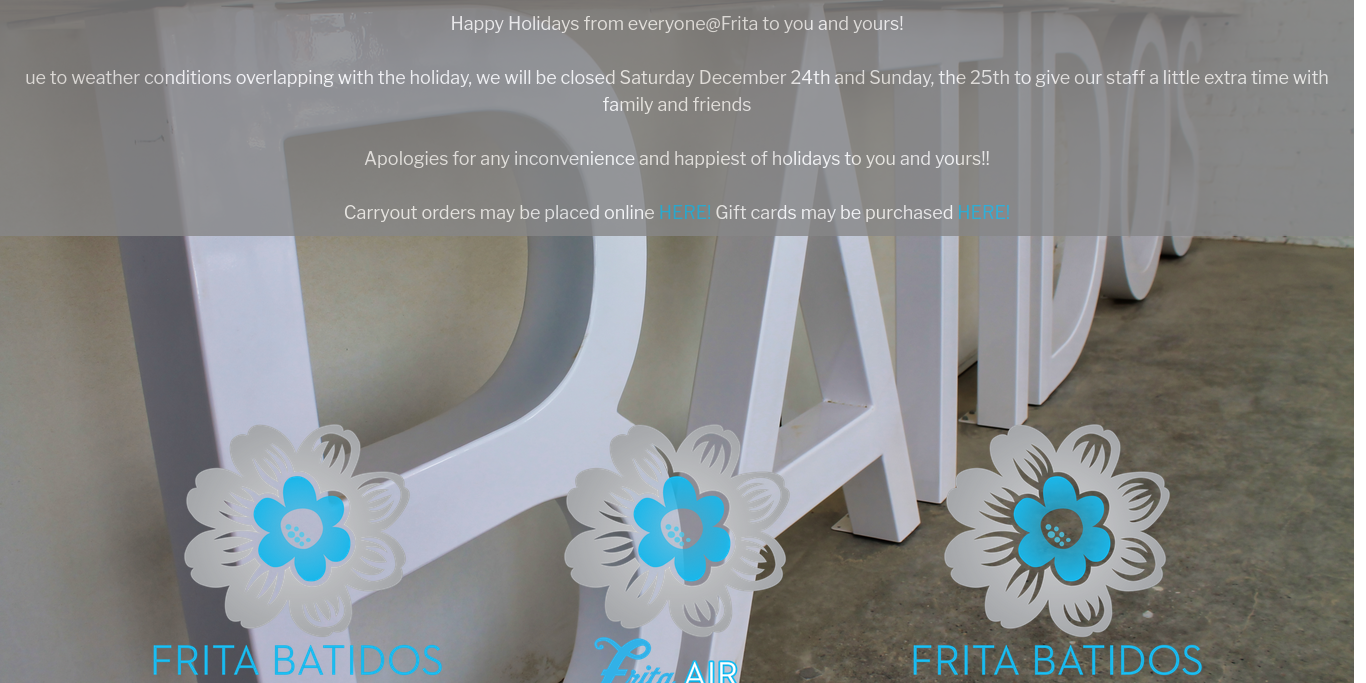 Happy Holidays from everyone@Frita to you and yours!
ue to weather conditions overlapping with the holiday, we will be closed Saturday December 24th and Sunday, the 25th to give our staff a little extra time with
family and friends
Apologies for any inconvenience and happiest of holidays to you and yours!!
Carryout orders may be placed online HERE! Gift cards may be purchased HERE!
BATIDOS
FRITA BATIDOS
Frita AIR
FRITA BATIDOS